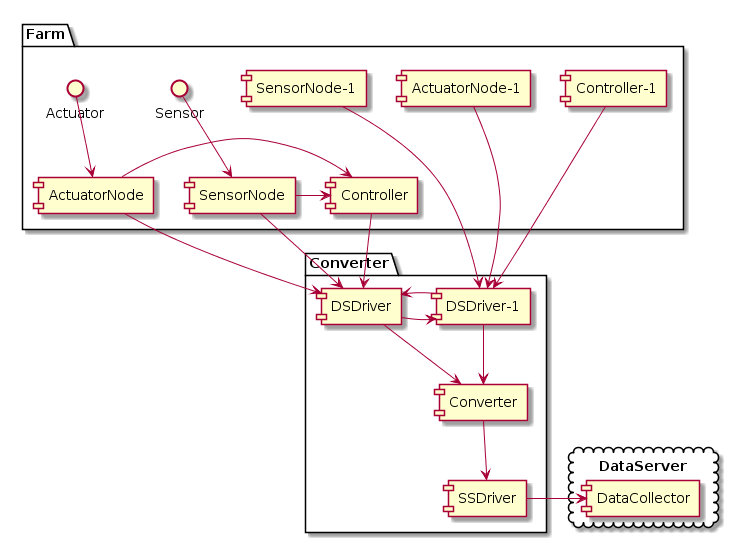 Farm
SensorNode-1
ActuatorNode-1
Controller-1
Actuator
Sensor
ActuatorNode
SensorNode
Controller
Converter
DSDriver
DSDriver-1
Converter
DataServer
SSDriver
DataCollector